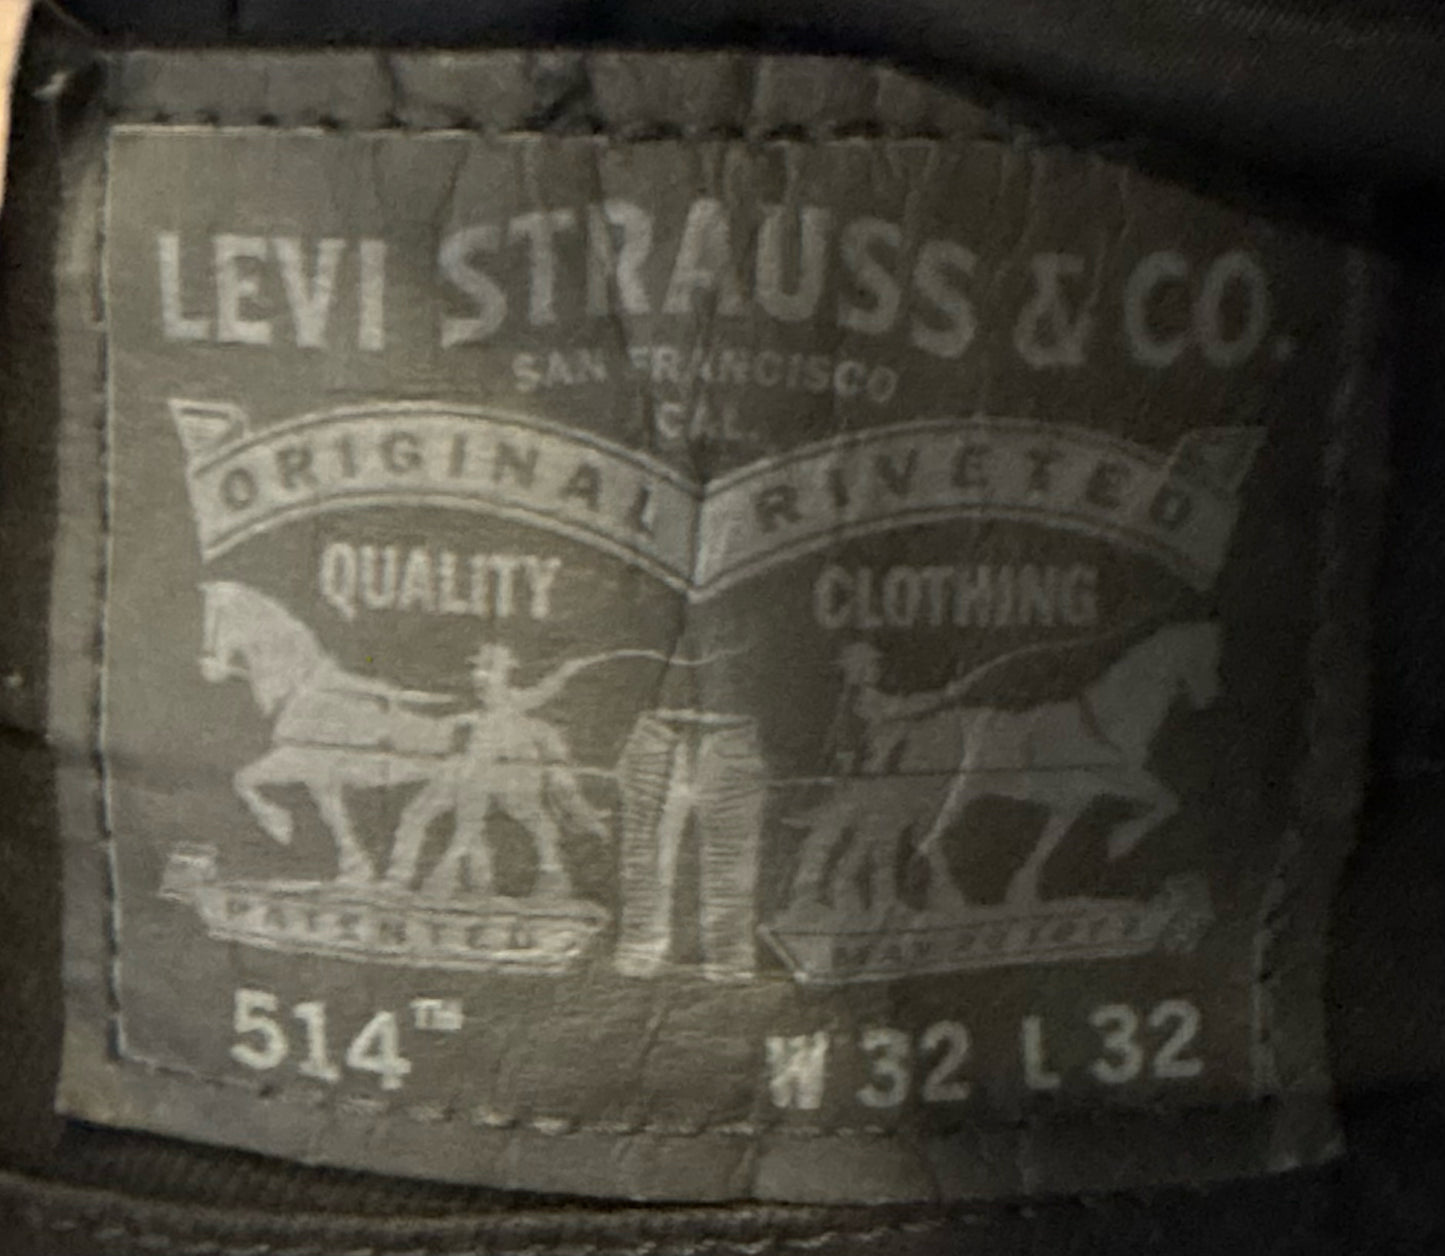 LEVI STRAUSS & CO.
SAN FRANCISCO
CAL.
ORIGINAL RIVETED
QUALITY CLOTHING
514™ W 32 L 32